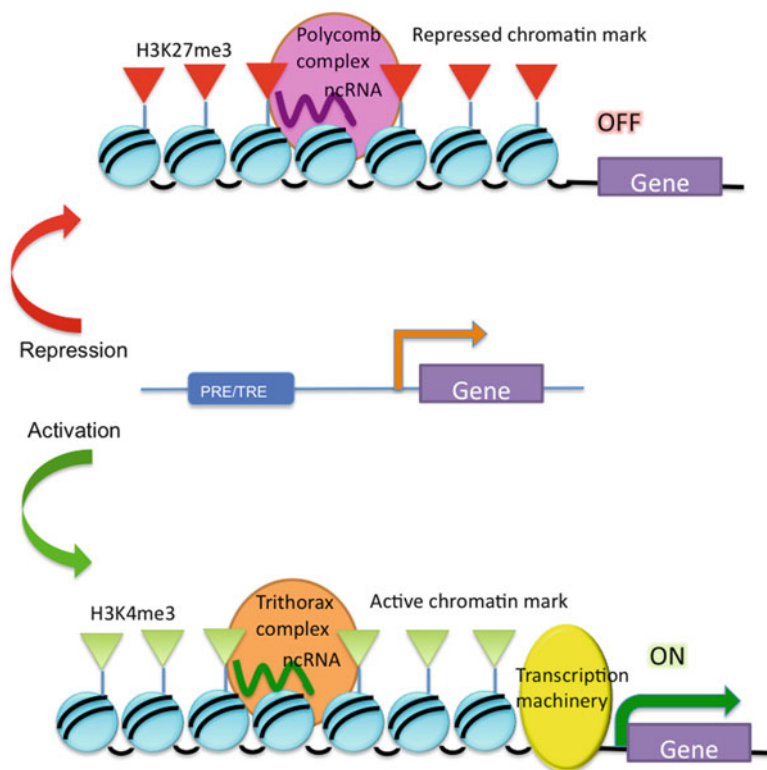 H3K27me3
Polycomb
complex
ncRNA
Repressed chromatin mark
OFF
Gene
Repression
PRE/TRE
Gene
Activation
H3K4me3
Trithorax
complex
ncRNA
Active chromatin mark
Transcription
machinery
ON
Gene